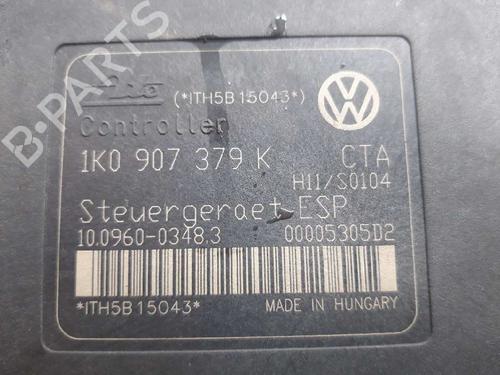 B-PARTS
Ate (*ITH5B15043*)
Controller
1K0 907 379 K CTA
H11/S0104
Steuergeraet ESP
10.0960-0348.3 00005305D2
*ITH5B15043* MADE IN HUNGARY